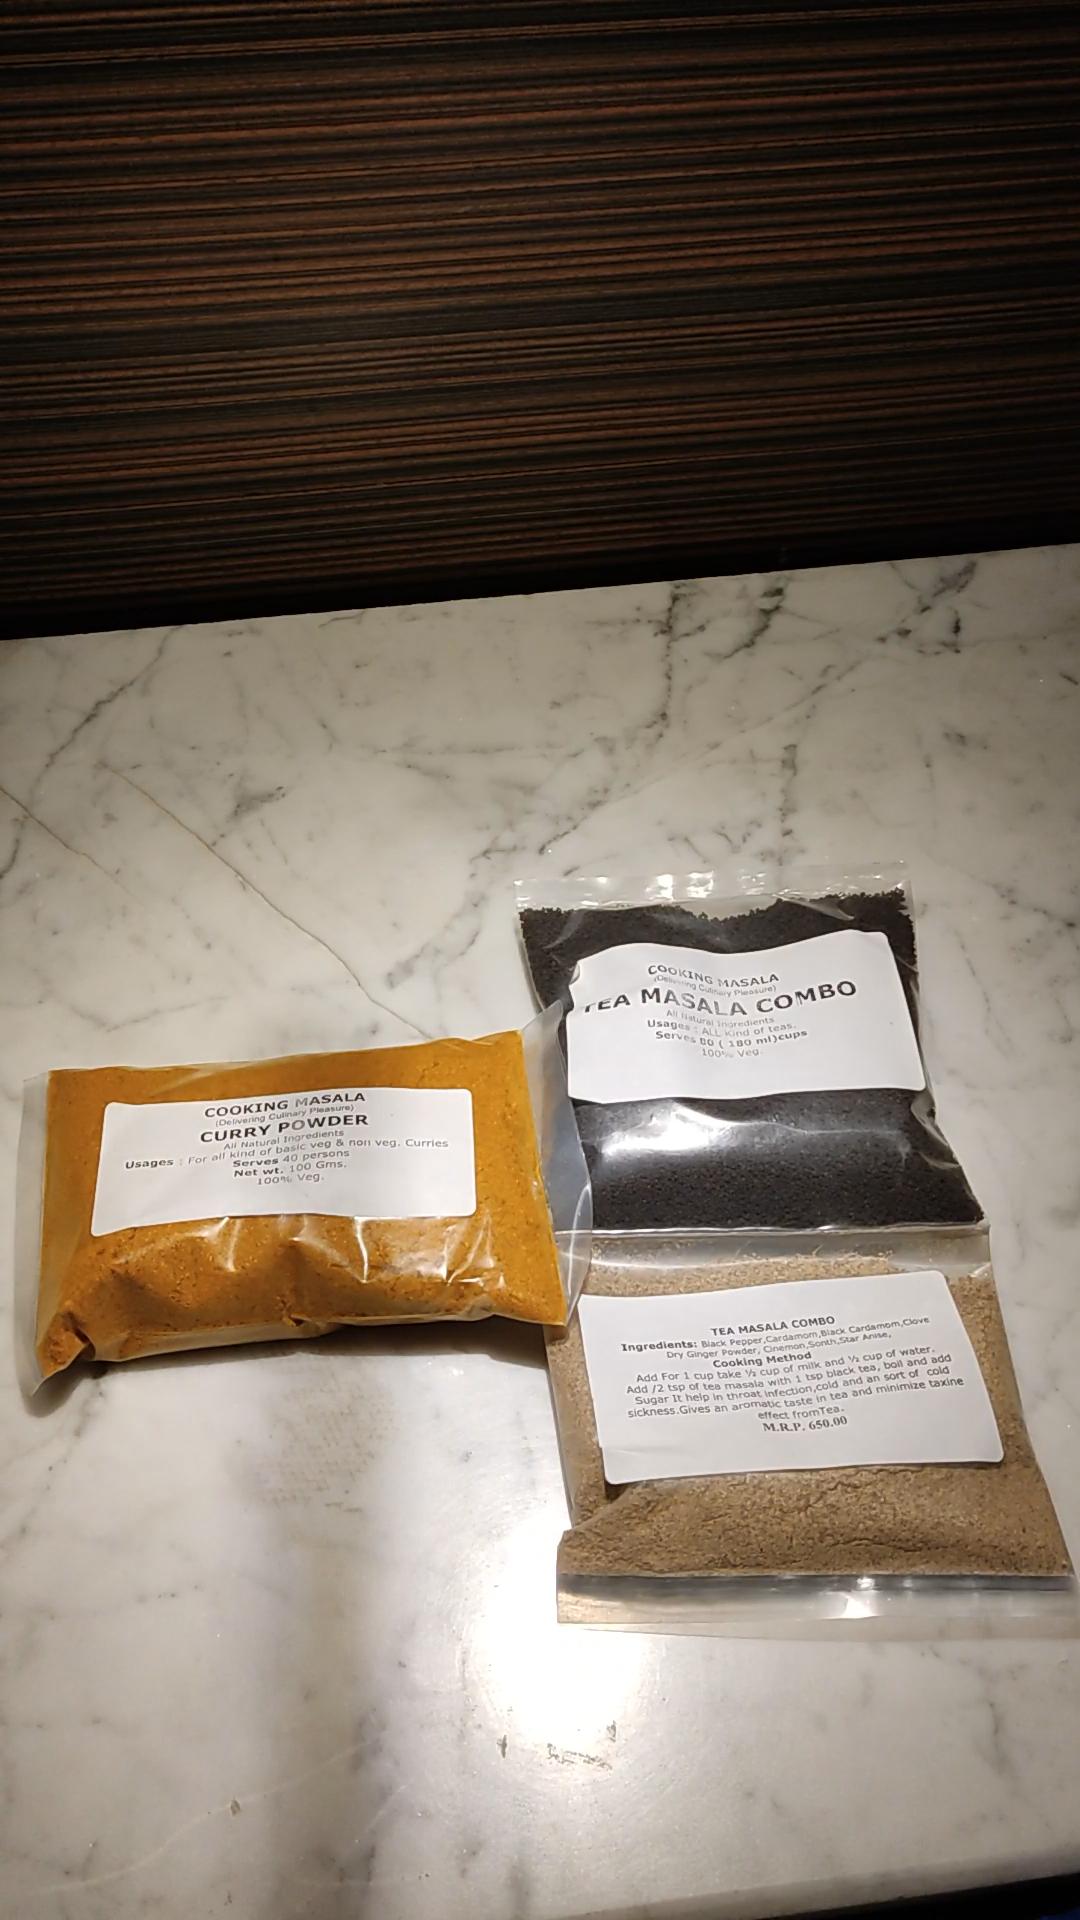 COOKING MASALA
(Delivering Culinary Pleasure)
TEA MASALA COMBO
All Natural Ingredients
Usages : ALL Kind of teas.
Serves 80 ( 180 ml)cups
100% Veg.
COOKING MASALA
(Delivering Culinary Pleasure)
CURRY POWDER
All Natural Ingredients
Usages : For all kind of basic veg & non veg. Curries
Serves 40 persons
Net wt. 100 Gms.
100% Veg.
TEA MASALA COMBO
Ingredients: Black Pepper,Cardamom,Black Cardamom,Clove
Dry Ginger Powder, Cinemon,Sonth,Star Anise,
Cooking Method
Add For 1 cup take ½ cup of milk and ½ cup of water.
Add /2 tsp of tea masala with 1 tsp black tea, boil and add
Sugar It help in throat infection,cold and an sort of cold
sickness.Gives an aromatic taste in tea and minimize taxine
effect fromTea.
M.R.P. 650.00